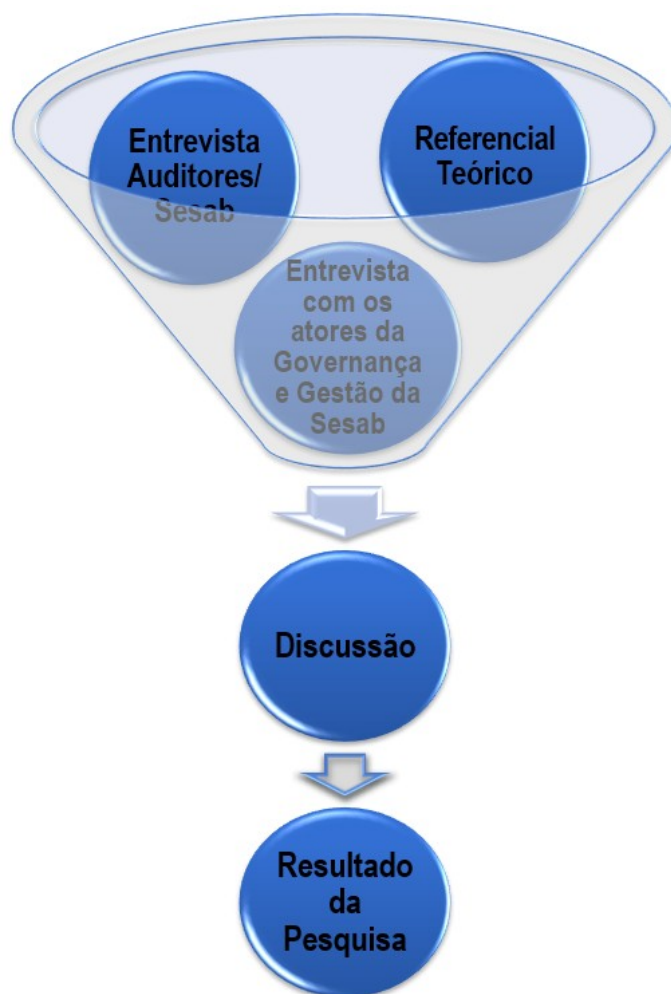 Entrevista
Auditores/
Sesab
Referencial
Teórico
Entrevista
com os
atores da
Governança
e Gestão da
Sesab
Discussão
Resultado
da
Pesquisa